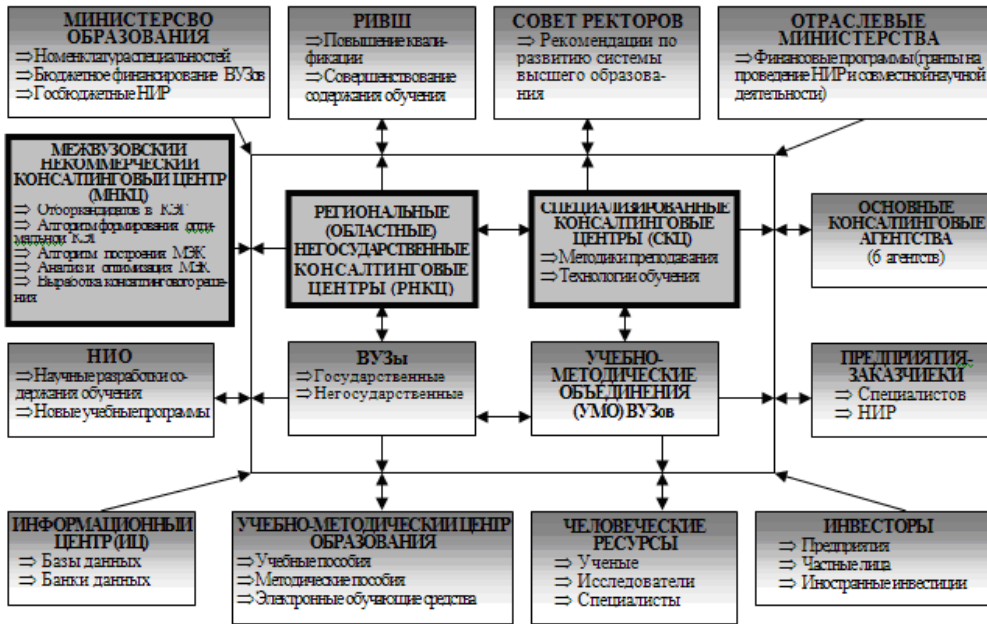 МИНИСТЕРСВО
ОБРАЗОВАНИЯ
⇒ Номенклатура специальностей
⇒ Бюджетное финансирование ВУЗов
⇒ Госбюджетные НИР
РИВШ
⇒ Повышение квали-
фикации
⇒ Совершенствование
содержания обучения
СОВЕТ РЕКТОРОВ
⇒ Рекомендации по
развитию системы
высшего образова-
ния
ОТРАСЛЕВЫЕ
МИНИСТЕРСТВА
⇒ Финансовые программы (гранты на
проведение НИР и совместной научной
деятельности)
МЕЖВУЗОВСКИЙ
НЕКОММЕРЧЕСКИЙ
КОНСАЛТИНГОВЫЙ ЦЕНТР
(МНКЦ)
⇒ Отбор кандидатов в КЭГ
⇒ Алгоритм формирования опти-
мальной КЭГ
⇒ Алгоритм построения МЭК
⇒ Анализ и оптимизация МЭК
⇒ Выработка консалтингового реше-
ния
РЕГИОНАЛЬНЫЕ
(ОБЛАСТНЫЕ)
НЕГОСУДАРСТВЕННЫЕ
КОНСАЛТИНГОВЫЕ
ЦЕНТРЫ (РНКЦ)
СПЕЦИАЛИЗИРОВАННЫЕ
КОНСАЛТИНГОВЫЕ
ЦЕНТРЫ (СКЦ)
⇒ Методики преподавания
⇒ Технологии обучения
ОСНОВНЫЕ
КОНСАЛТИНГОВЫЕ
АГЕНТСТВА
(6 агентств)
НИО
⇒ Научные разработки со-
держания обучения
⇒ Новые учебные программы
ВУЗы
⇒ Государственные
⇒ Негосударственные
УЧЕБНО-
МЕТОДИЧЕСКИЕ
ОБЪЕДИНЕНИЯ
(УМО) ВУЗов
ПРЕДПРИЯТИЯ-
ЗАКАЗЧИЕКИ
⇒ Специалистов
⇒ НИР
ИНФОРМАЦИОННЫЙ
ЦЕНТР (ИЦ)
⇒ Базы данных
⇒ Банки данных
УЧЕБНО-МЕТОДИЧЕСКИЙ ЦЕНТР
ОБРАЗОВАНИЯ
⇒ Учебные пособия
⇒ Методические пособия
⇒ Электронные обучающие средства
ЧЕЛОВЕЧЕСКИЕ
РЕСУРСЫ
⇒ Ученые
⇒ Исследователи
⇒ Специалисты
ИНВЕСТОРЫ
⇒ Предприятия
⇒ Частные лица
⇒ Иностранные инвестиции